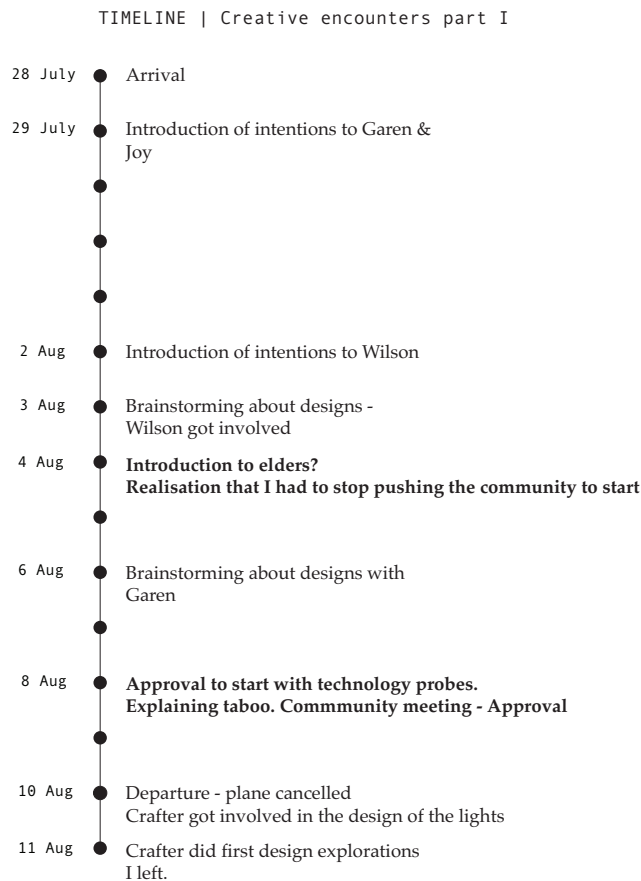 TIMELINE | Creative encounters part I
28 July Arrival
29 July Introduction of intentions to Garen &
Joy
2 Aug Introduction of intentions to Wilson
3 Aug Brainstorming about designs -
Wilson got involved
4 Aug Introduction to elders?
Realisation that I had to stop pushing the community to start
6 Aug Brainstorming about designs with
Garen
8 Aug Approval to start with technology probes.
Explaining taboo. Commmunity meeting - Approval
10 Aug Departure - plane cancelled
Crafter got involved in the design of the lights
11 Aug Crafter did first design explorations
I left.